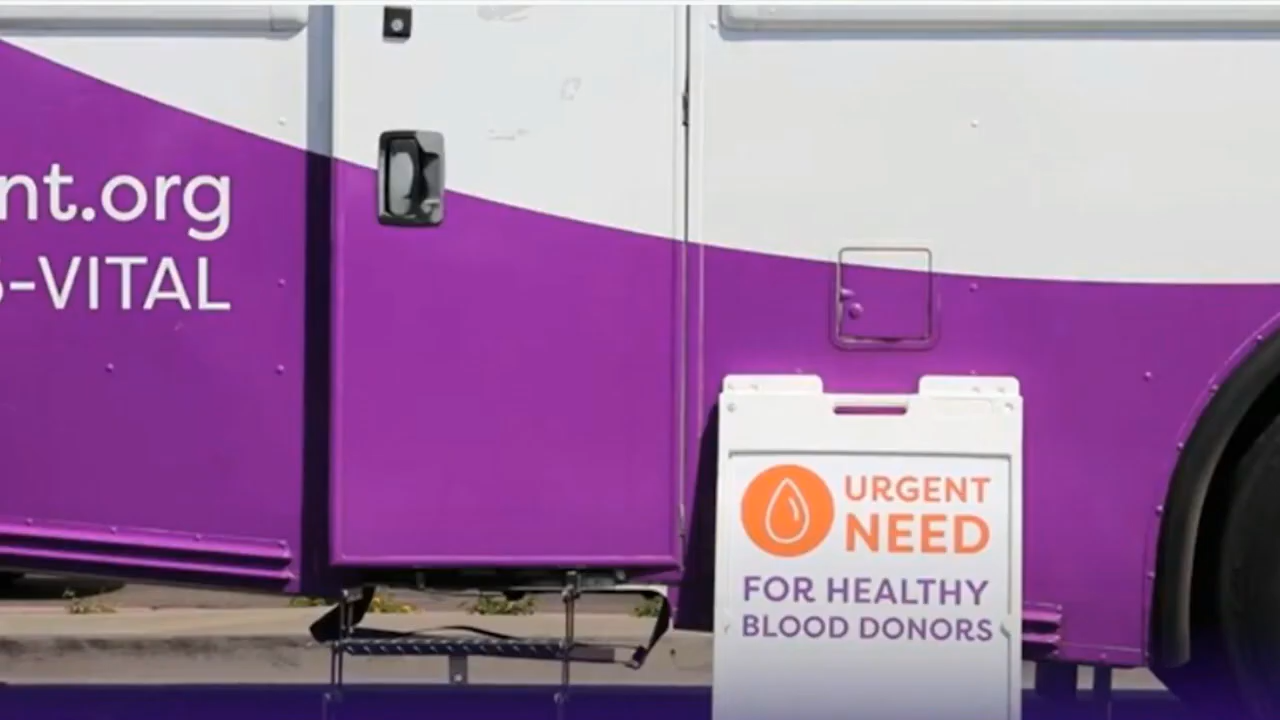 nt.org
-VITAL
URGENT
NEED
FOR HEALTHY
BLOOD DONORS